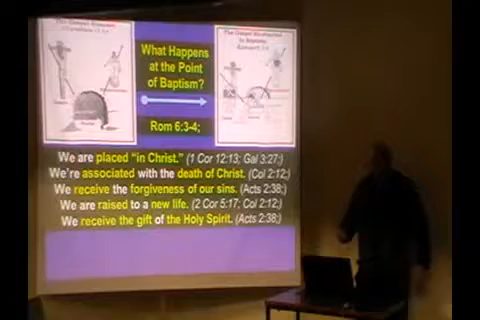 What Happens
at the Point
of Baptism?
Rom 6:3-4;
We are placed "in Christ." (1 Cor 12:13; Gal 3:27;)
We're associated with the death of Christ. (Col 2:12;)
We receive the forgiveness of our sins. (Acts 2:38;)
We are raised to a new life. (2 Cor 5:17; Col 2:12;)
We receive the gift of the Holy Spirit. (Acts 2:38;)